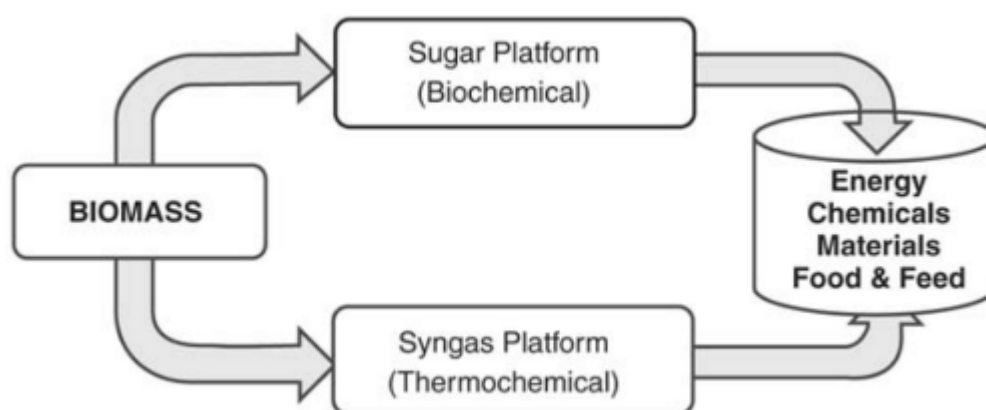 Sugar Platform
(Biochemical)
BIOMASS
Energy
Chemicals
Materials
Food & Feed
Syngas Platform
(Thermochemical)